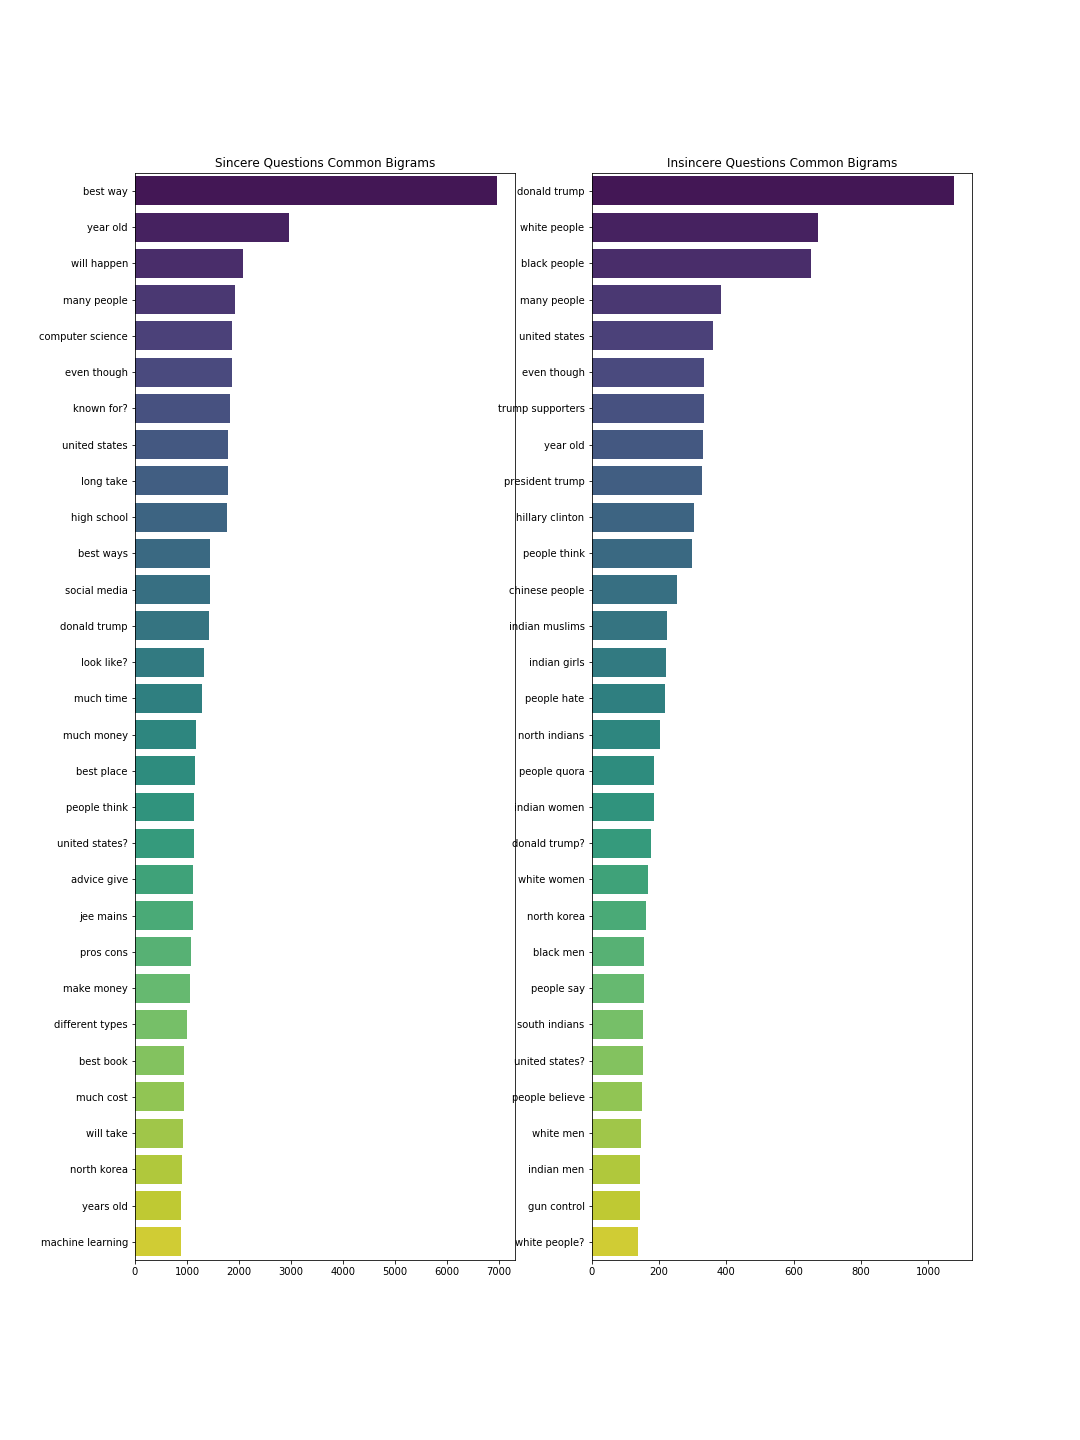 Sincere Questions Common Bigrams
best way
year old
will happen
many people
computer science
even though
known for?
united states
long take
high school
best ways
social media
donald trump
look like?
much time
much money
best place
people think
united states?
advice give
jee mains
pros cons
make money
different types
best book
much cost
will take
north korea
years old
machine learning
0 1000 2000 3000 4000 5000 6000 7000
Insincere Questions Common Bigrams
donald trump
white people
black people
many people
united states
even though
trump supporters
year old
president trump
hillary clinton
people think
chinese people
indian muslims
indian girls
people hate
north indians
people quora
indian women
donald trump?
white women
north korea
black men
people say
south indians
united states?
people believe
white men
indian men
gun control
white people?
0 200 400 600 800 1000